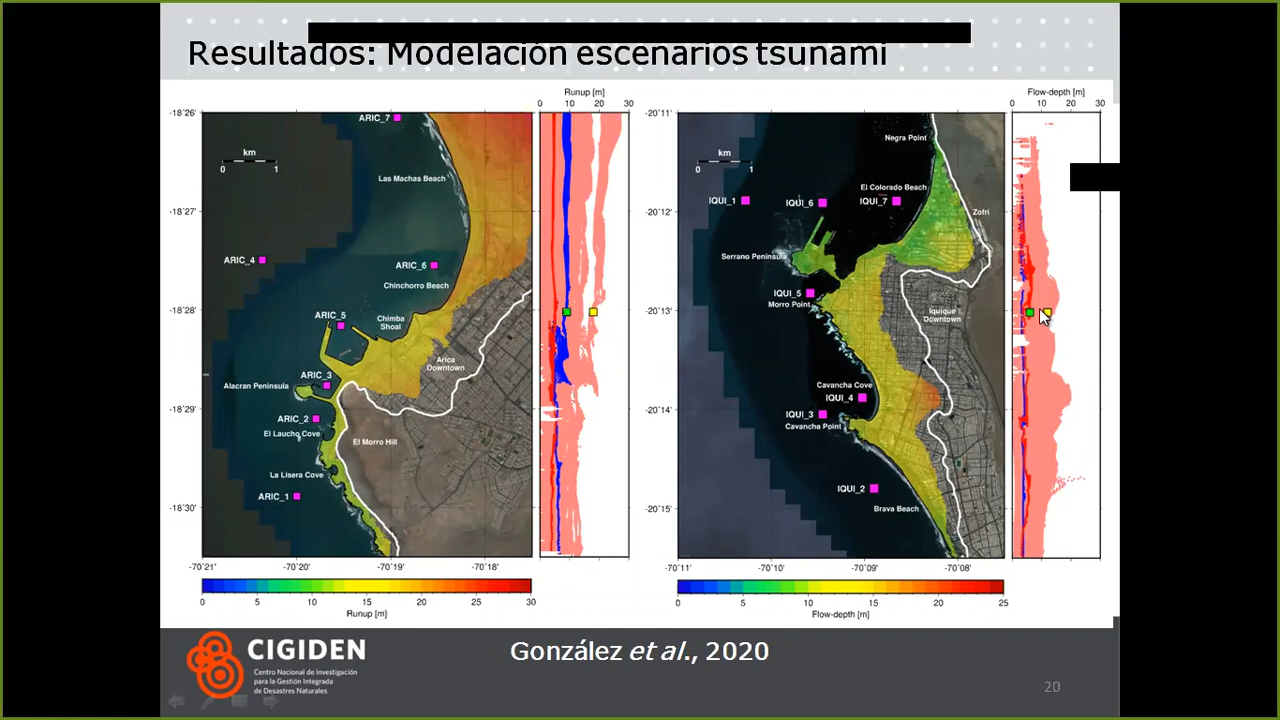 Resultados: Modelación escenarios tsunami
Runup [m]
0 10 20 30
-18˚26'
-18˚27'
-18˚28'
-18˚29'
-18˚30'
km
0 1
ARIC_7
Las Machas Beach
ARIC_4
ARIC_6
Chinchorro Beach
ARIC_5
Chimba
Shoal
Arica
Downtown
ARIC_3
Alacran Peninsula
ARIC_2
El Laucho Cove
El Morro Hill
La Lisera Cove
ARIC_1
-70˚21' -70˚20' -70˚19' -70˚18'
0 5 10 15 20 25 30
Runup [m]
Flow-depth [m]
0 10 20 30
-20˚11'
-20˚12'
-20˚13'
-20˚14'
-20˚15'
Negra Point
km
0 1
El Colorado Beach
IQUI_1
IQUI_6
IQUI_7
Zofri
Serrano Peninsula
IQUI_5
Morro Point
Iquique
Downtown
Cavancha Cove
IQUI_4
IQUI_3
Cavancha Point
IQUI_2
Brava Beach
-70˚11' -70˚10' -70˚09' -70˚08'
0 5 10 15 20 25
Flow-depth [m]
CIGIDEN
Centro Nacional de Investigación
para la Gestión Integrada
de Desastres Naturales
González et al., 2020
20